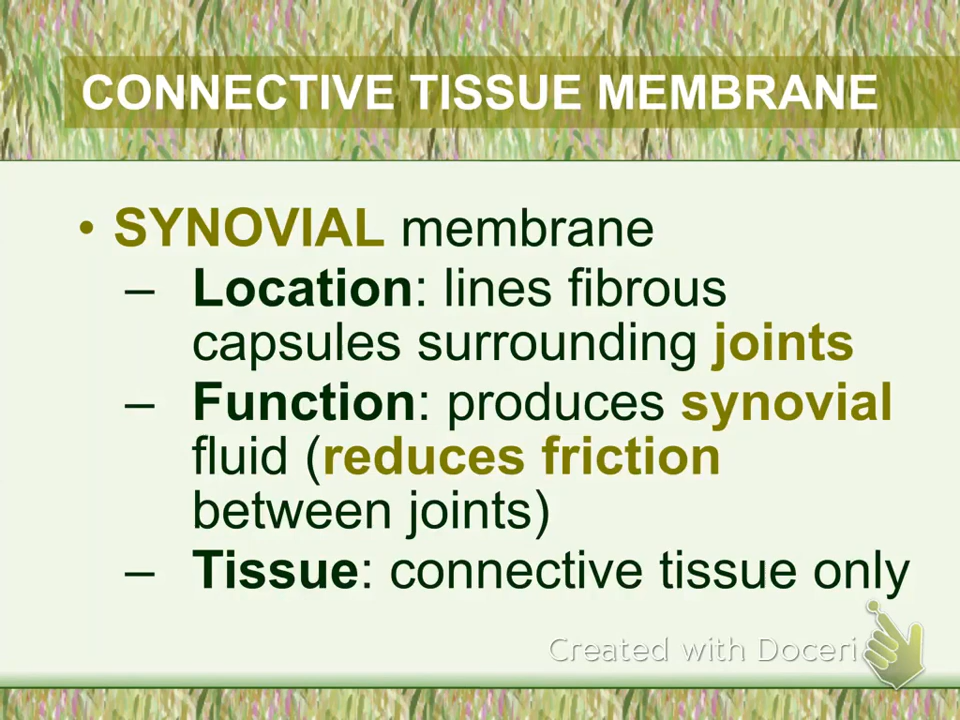 CONNECTIVE TISSUE MEMBRANE
• SYNOVIAL membrane
– Location: lines fibrous
capsules surrounding joints
– Function: produces synovial
fluid (reduces friction
between joints)
– Tissue: connective tissue only
Created with Doceri